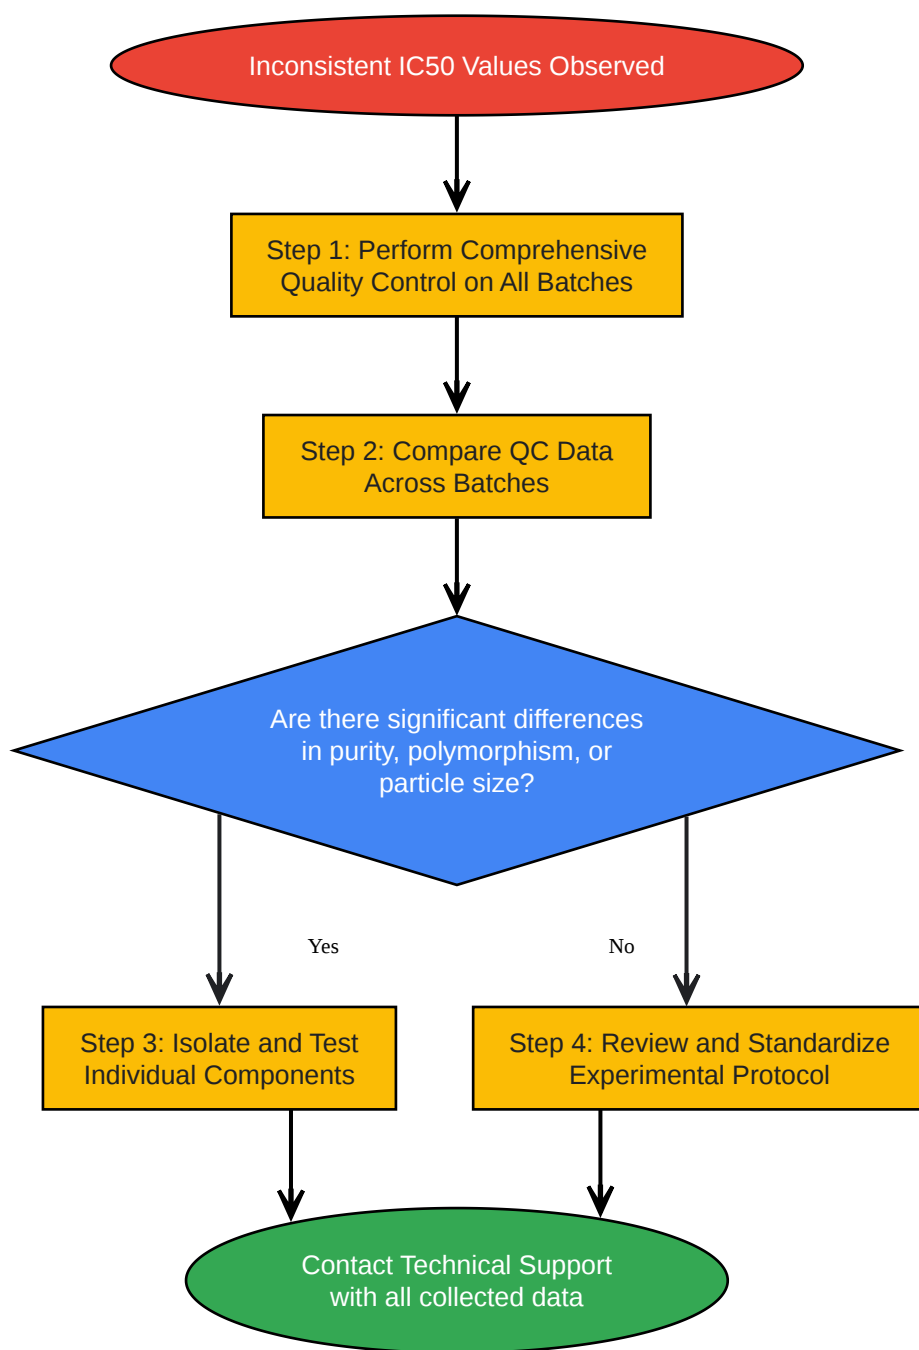 Inconsistent IC50 Values Observed
Step 1: Perform Comprehensive
Quality Control on All Batches
Step 2: Compare QC Data
Across Batches
Are there significant differences
in purity, polymorphism, or
particle size?
Yes
No
Step 3: Isolate and Test
Individual Components
Step 4: Review and Standardize
Experimental Protocol
Contact Technical Support
with all collected data